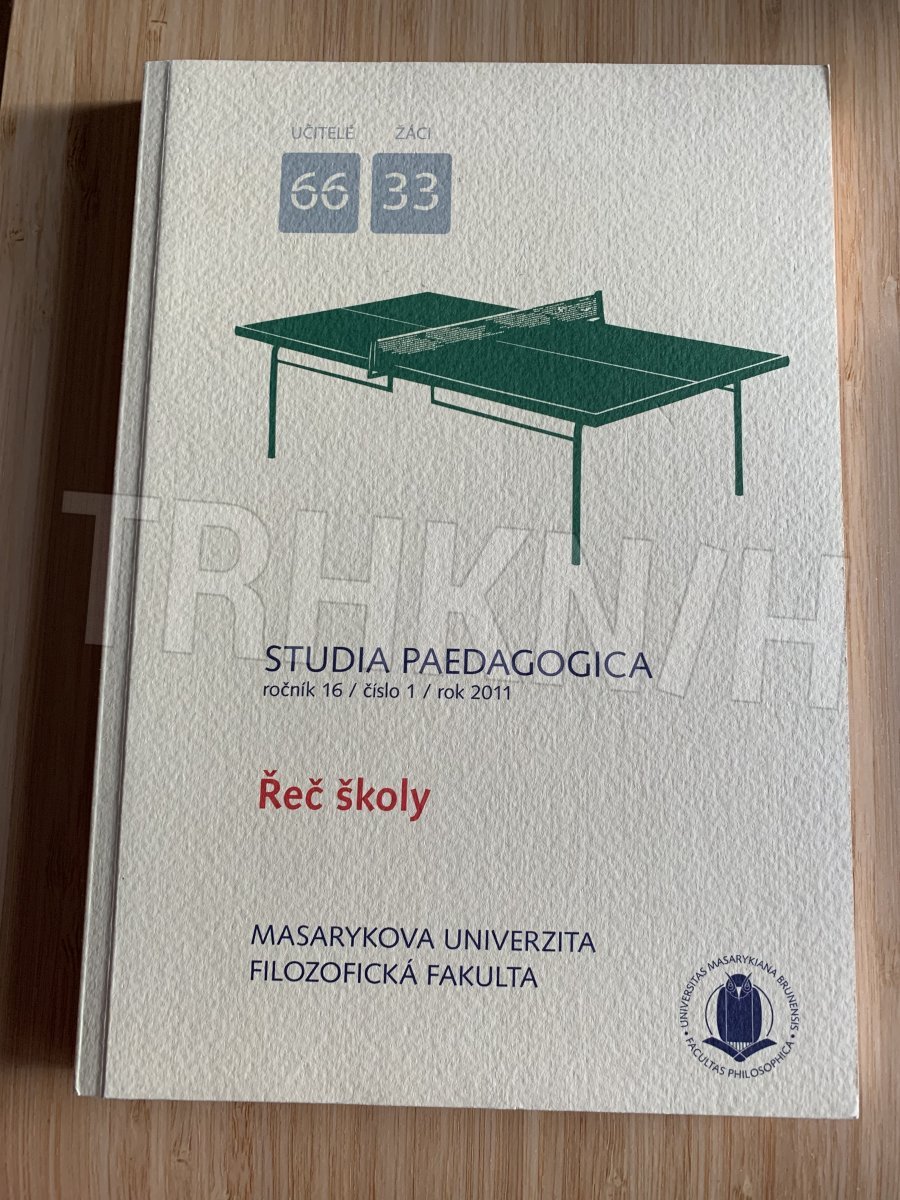 UČITELÉ ŽÁCI
66 33
TRHKNIH
STUDIA PAEDAGOGICA
ročník 16 / číslo 1 / rok 2011
Řeč školy
MASARYKOVA UNIVERZITA
FILOZOFICKÁ FAKULTA
UNIVERSITAS MASARYKIANA BRUNENSIS
FACULTAS PHILOSOPHICA